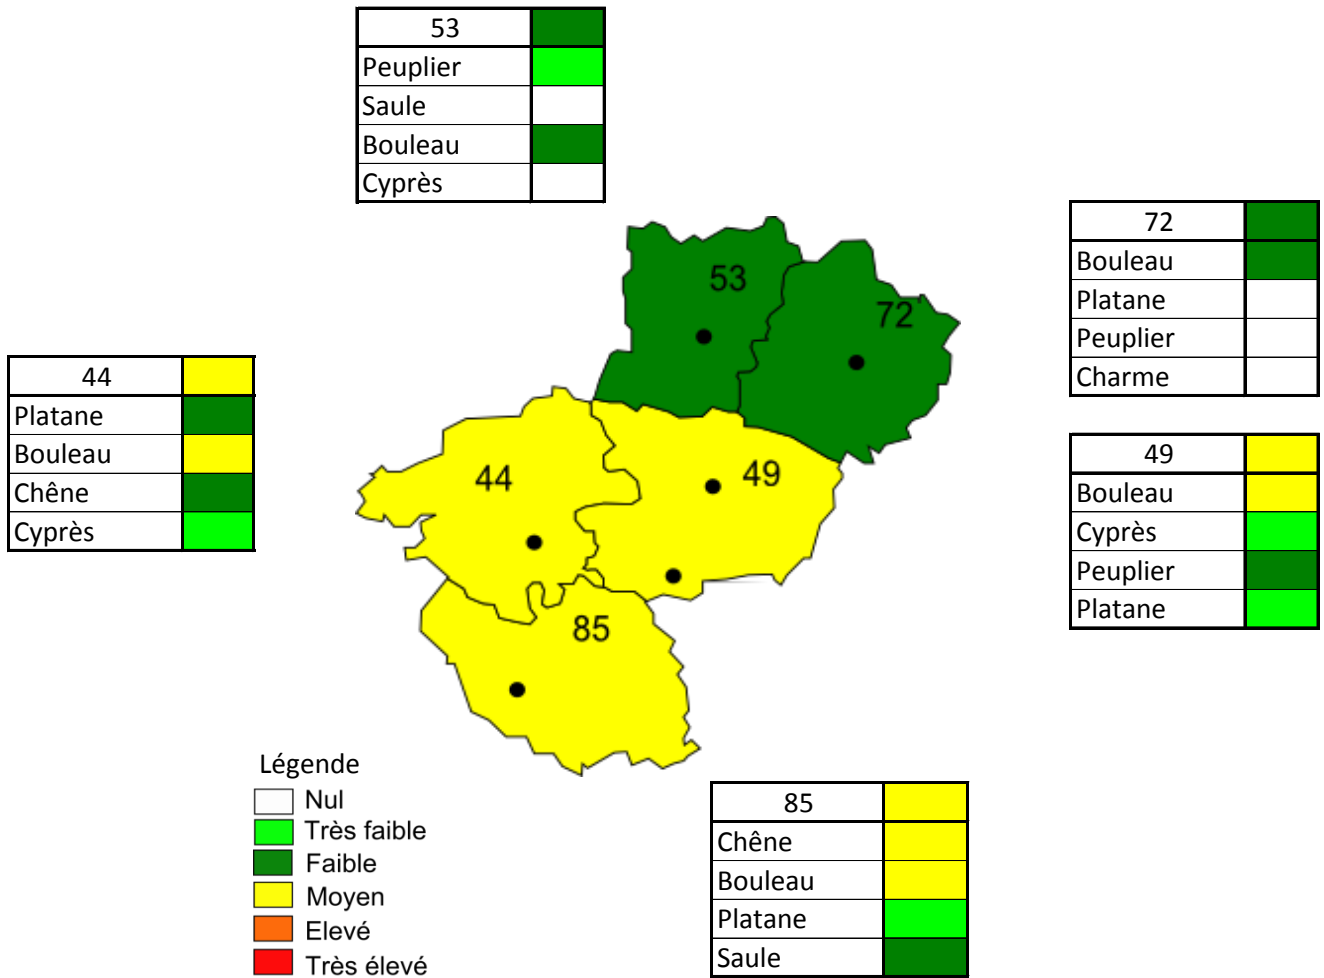 53
Peuplier
Saule
Bouleau
Cyprès
72
Bouleau
Platane
Peuplier
Charme
53
72
44
Platane
Bouleau
Chêne
Cyprès
44
49
85
49
Bouleau
Cyprès
Peuplier
Platane
Légende
Nul
Très faible
Faible
Moyen
Elevé
Très élevé
85
Chêne
Bouleau
Platane
Saule